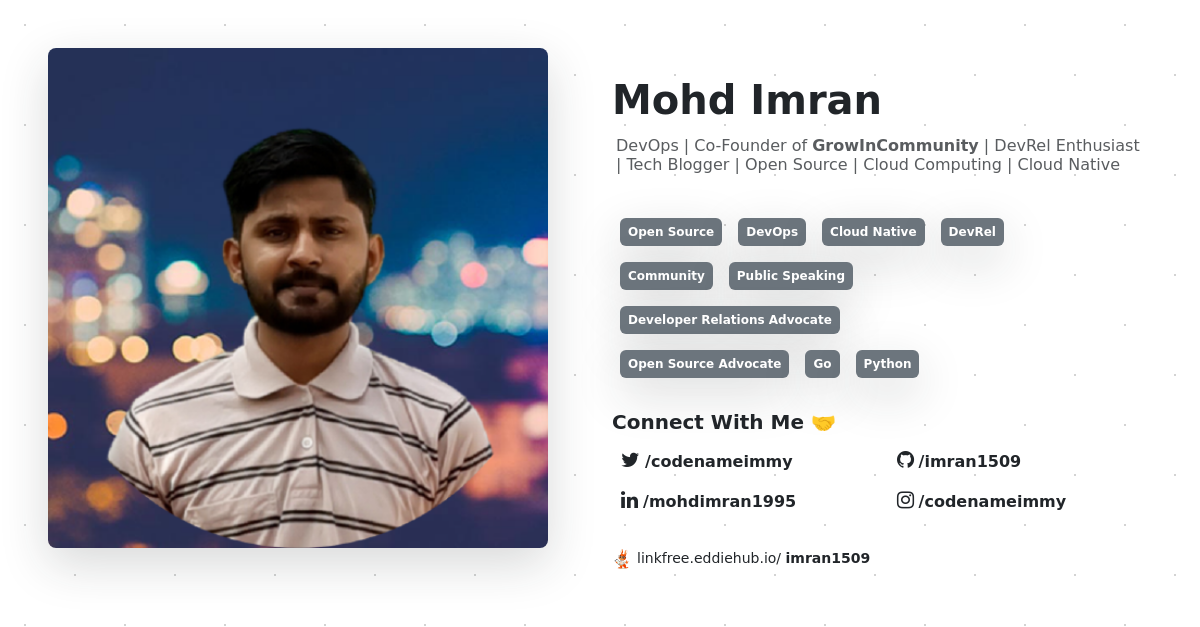 Mohd Imran
DevOps | Co-Founder of GrowInCommunity | DevRel Enthusiast
| Tech Blogger | Open Source | Cloud Computing | Cloud Native
Open Source DevOps Cloud Native DevRel
Community Public Speaking
Developer Relations Advocate
Open Source Advocate Go Python
Connect With Me 🤝
/codenameimmy /imran1509
/mohdimran1995 /codenameimmy
linkfree.eddiehub.io/ imran1509